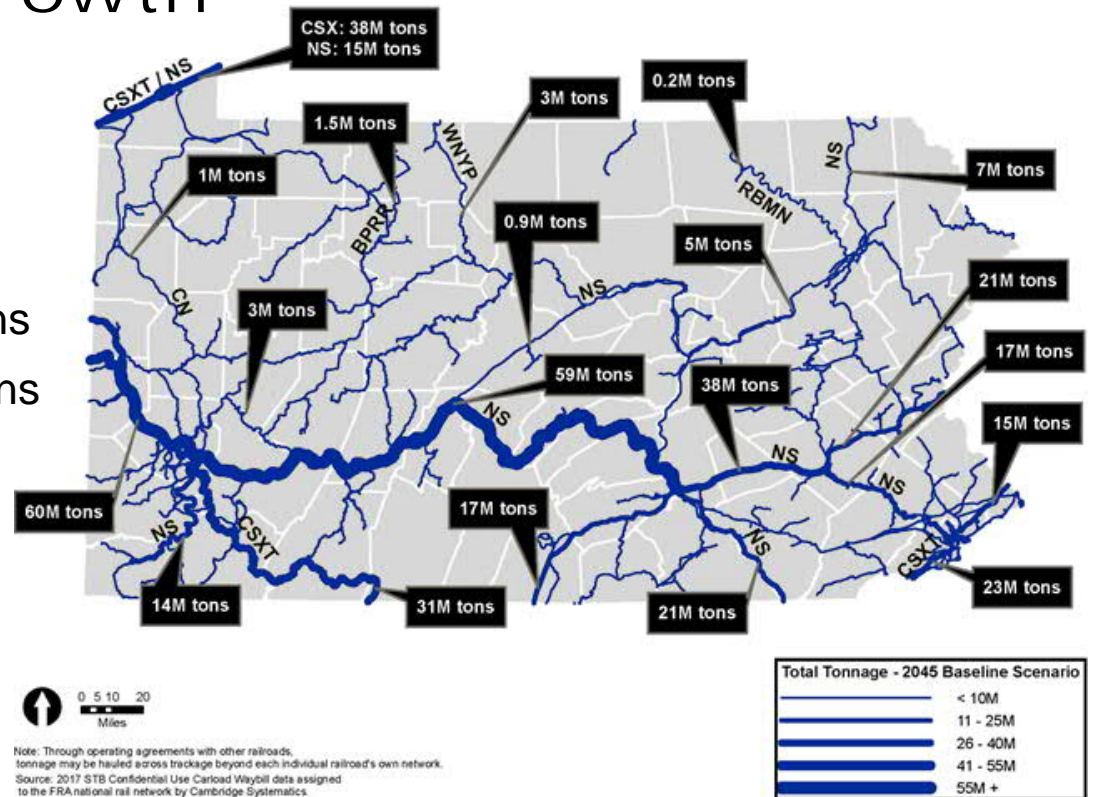 CSX: 38M tons
NS: 15M tons
CSXT / NS
0.2M tons
3M tons
1.5M tons
WNYP
NS
7M tons
1M tons
RBMN
BPRR
0.9M tons
5M tons
21M tons
CN
NS
3M tons
17M tons
59M tons
38M tons
NS
15M tons
NS
NS
60M tons
17M tons
NS
CSXT
NS
CSXT
23M tons
14M tons
31M tons
21M tons
Total Tonnage - 2045 Baseline Scenario
< 10M
11 - 25M
26 - 40M
41 - 55M
55M +
0 5 10 20
Miles
Note: Through operating agreements with other railroads,
tonnage may be hauled across trackage beyond each individual railroad's own network.
Source: 2017 STB Confidential Use Carload Waybill data assigned
to the FRA national rail network by Cambridge Systematics.